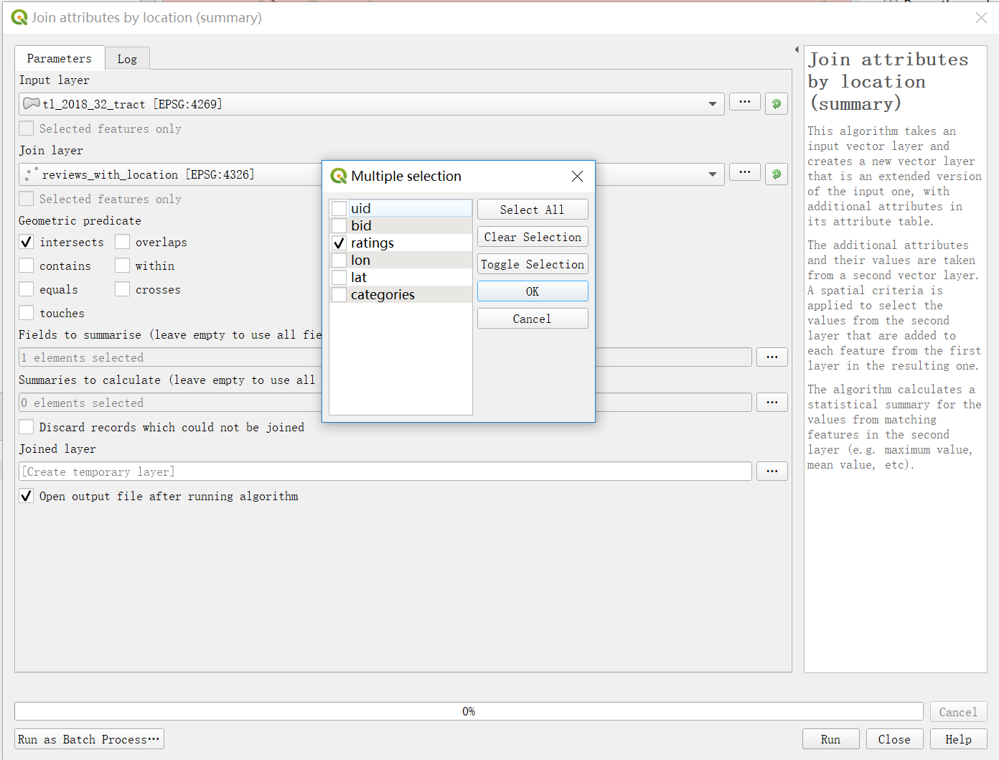 Join attributes by location (summary)
Parameters
Log
Input layer
tl_2018_32_tract [EPSG:4269]
...
Selected features only
Join layer
reviews_with_location [EPSG:4326]
...
Selected features only
Geometric predicate
intersects
overlaps
contains
within
equals
crosses
touches
Fields to summarise (leave empty to use all fie
1 elements selected
...
Summaries to calculate (leave empty to use all
0 elements selected
...
Discard records which could not be joined
Joined layer
[Create temporary layer]
...
Open output file after running algorithm
Multiple selection
uid
bid
ratings
lon
lat
categories
Select All
Clear Selection
Toggle Selection
OK
Cancel
Join attributes
by location
(summary)
This algorithm takes an
input vector layer and
creates a new vector layer
that is an extended version
of the input one, with
additional attributes in
its attribute table.
The additional attributes
and their values are taken
from a second vector layer.
A spatial criteria is
applied to select the
values from the second
layer that are added to
each feature from the first
layer in the resulting one.
The algorithm calculates a
statistical summary for the
values from matching
features in the second
layer (e.g. maximum value,
mean value, etc).
0%
Cancel
Run as Batch Process…
Run
Close
Help